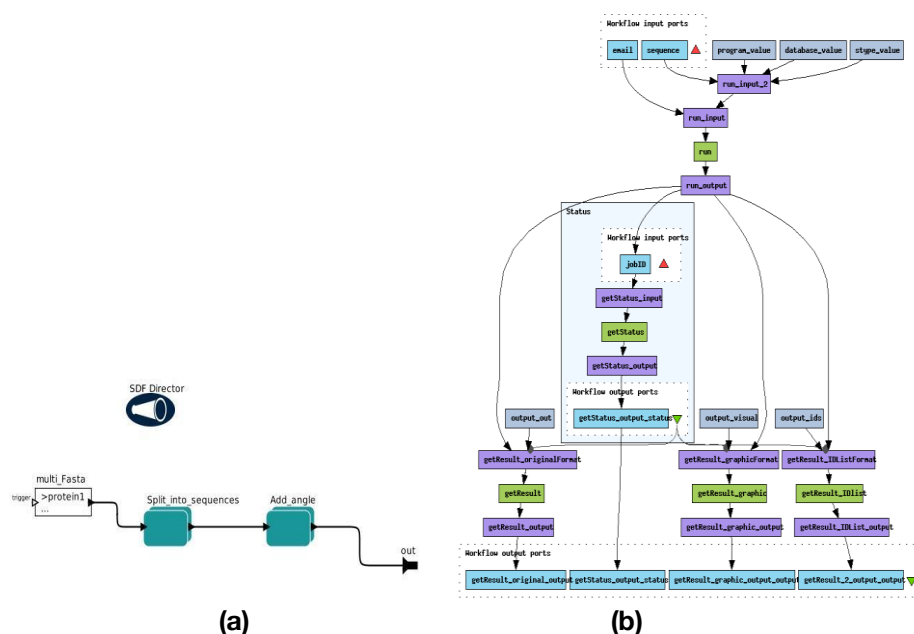 Workflow input ports
email sequence program_value database_value stype_value
run_input_2
run_input
run
run_output
Status
Workflow input ports
jobID
getStatus_input
getStatus
getStatus_output
Workflow output ports
output_out getStatus_output_status output_visual output_ids
getResult_originalFormat getResult_graphicFormat getResult_IDListFormat
getResult getResult_graphic getResult_IDlist
getResult_output getResult_graphic_output getResult_IDList_output
Workflow output ports
getResult_original_output getStatus_output_status getResult_graphic_output_output getResult_2_output_output
SDF Director
multi_Fasta
trigger >protein1
...
Split_into_sequences
Add_angle
out
(a) (b)